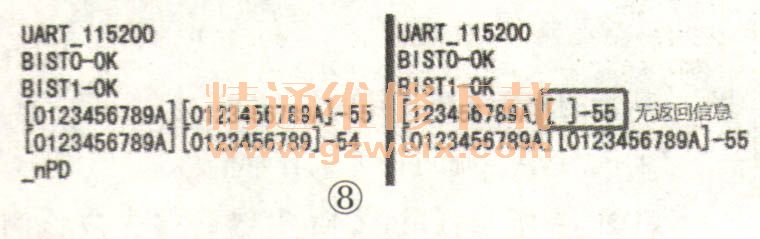 UART_115200
BIST0-OK
BIST1-OK
[0123456789A][0123456789A]-55
[0123456789A][0123456789]-54
_nPD
UART_115200
BIST0-OK
BIST1-OK
[123456789A][ ]-55 无返回信息
[0123456789A][0123456789A]-55
精通维修下载
www.gzweix.com
⑧